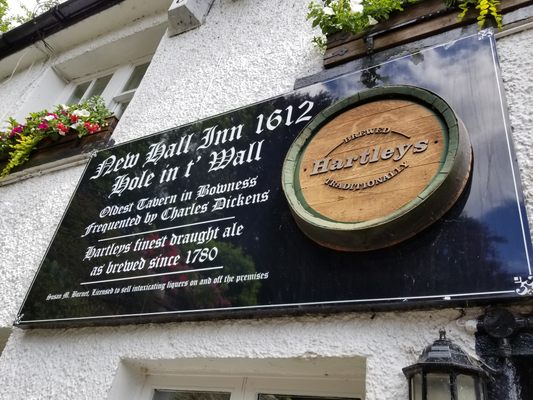 New Hall Inn 1612
Hole in t' Wall
Oldest Tavern in Bowness
Frequented by Charles Dickens
Hartleys finest draught ale
as brewed since 1780
Susan M. Burnet, Licensed to sell intoxicating liquers on and off the premises
BREWED
Hartleys
TRADITIONALLY